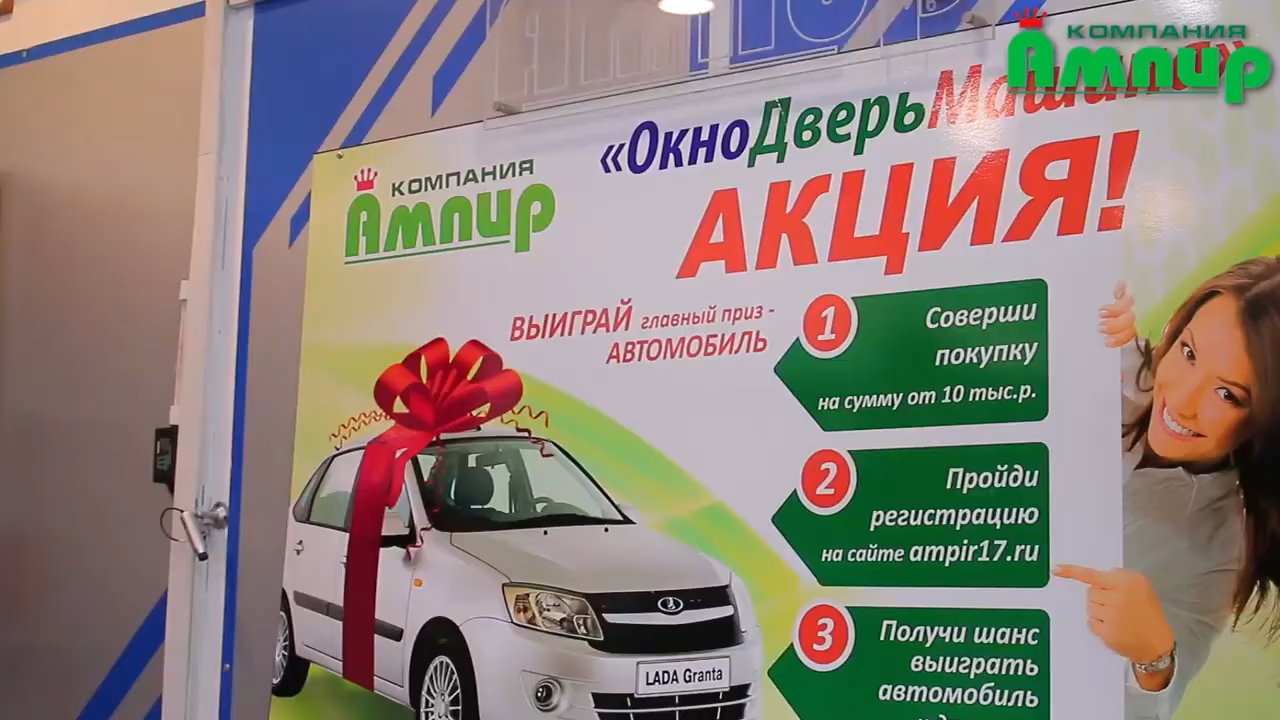 КОМПАНИЯ
Ампир
«ОкноДверьМашина»
АКЦИЯ!
КОМПАНИЯ
Ампир
ВЫИГРАЙ главный приз -
АВТОМОБИЛЬ
1
Соверши
покупку
на сумму от 10 тыс.р.
2
Пройди
регистрацию
на сайте ampir17.ru
3
Получи шанс
выиграть
автомобиль
LADA Granta